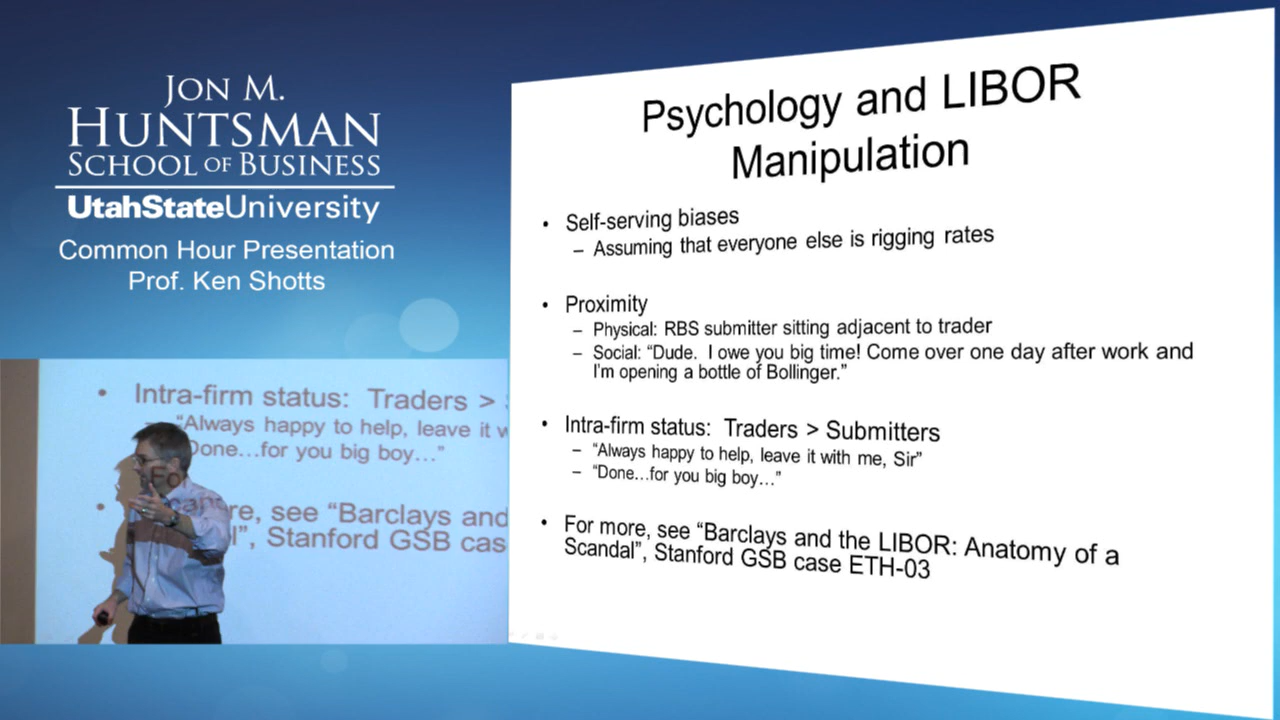 JON M.
HUNTSMAN
SCHOOL OF BUSINESS
UtahStateUniversity
Common Hour Presentation
Prof. Ken Shotts
Psychology and LIBOR
Manipulation
• Self-serving biases
– Assuming that everyone else is rigging rates
• Proximity
– Physical: RBS submitter sitting adjacent to trader
– Social: “Dude. I owe you big time! Come over one day after work and
I’m opening a bottle of Bollinger.”
• Intra-firm status: Traders > Submitters
– “Always happy to help, leave it with me, Sir”
– “Done…for you big boy…”
• For more, see “Barclays and the LIBOR: Anatomy of a
Scandal”, Stanford GSB case ETH-03
• Intra-firm status: Traders >
“Always happy to help, leave it
Done…for you big boy…”
• Fo re, see “Barclays and
l”, Stanford GSB cas